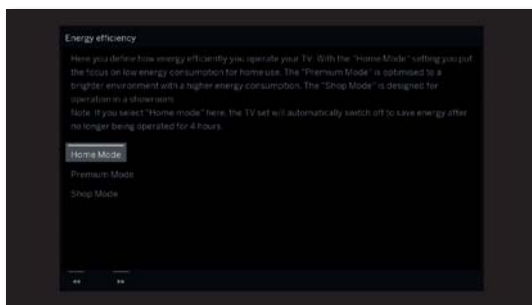 Energy efficiency
Here you define how energy efficiently you operate your TV. With the "Home Mode" setting you put
the focus on low energy consumption for home use. The "Premium Mode" is optimised to a
brighter environment with a higher energy consumption. The "Shop Mode" is designed for
operation in a showroom.
Note: If you select "Home mode" here, the TV set will automatically switch off to save energy after
no longer being operated for 4 hours.
Home Mode
Premium Mode
Shop Mode